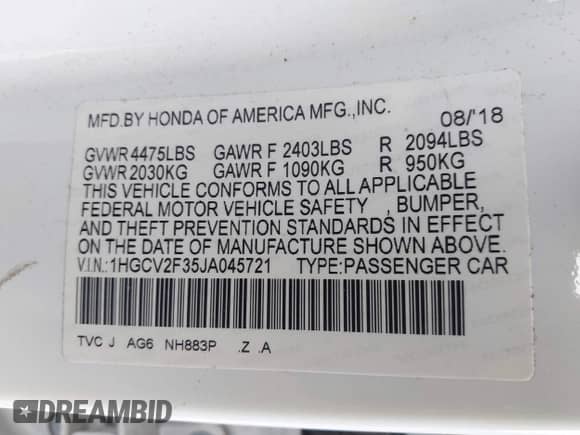 MFD.BY HONDA OF AMERICA MFG.,INC. 08/'18
GVWR 4475LBS GAWR F 2403LBS R 2094LBS
GVWR 2030KG GAWR F 1090KG R 950KG
THIS VEHICLE CONFORMS TO ALL APPLICABLE
FEDERAL MOTOR VEHICLE SAFETY , BUMPER,
AND THEFT PREVENTION STANDARDS IN EFFECT
ON THE DATE OF MANUFACTURE SHOWN ABOVE.
V.I.N.:1HGCV2F35JA045721 TYPE:PASSENGER CAR
TVC J AG6 NH883P .Z .A
DREAMBID